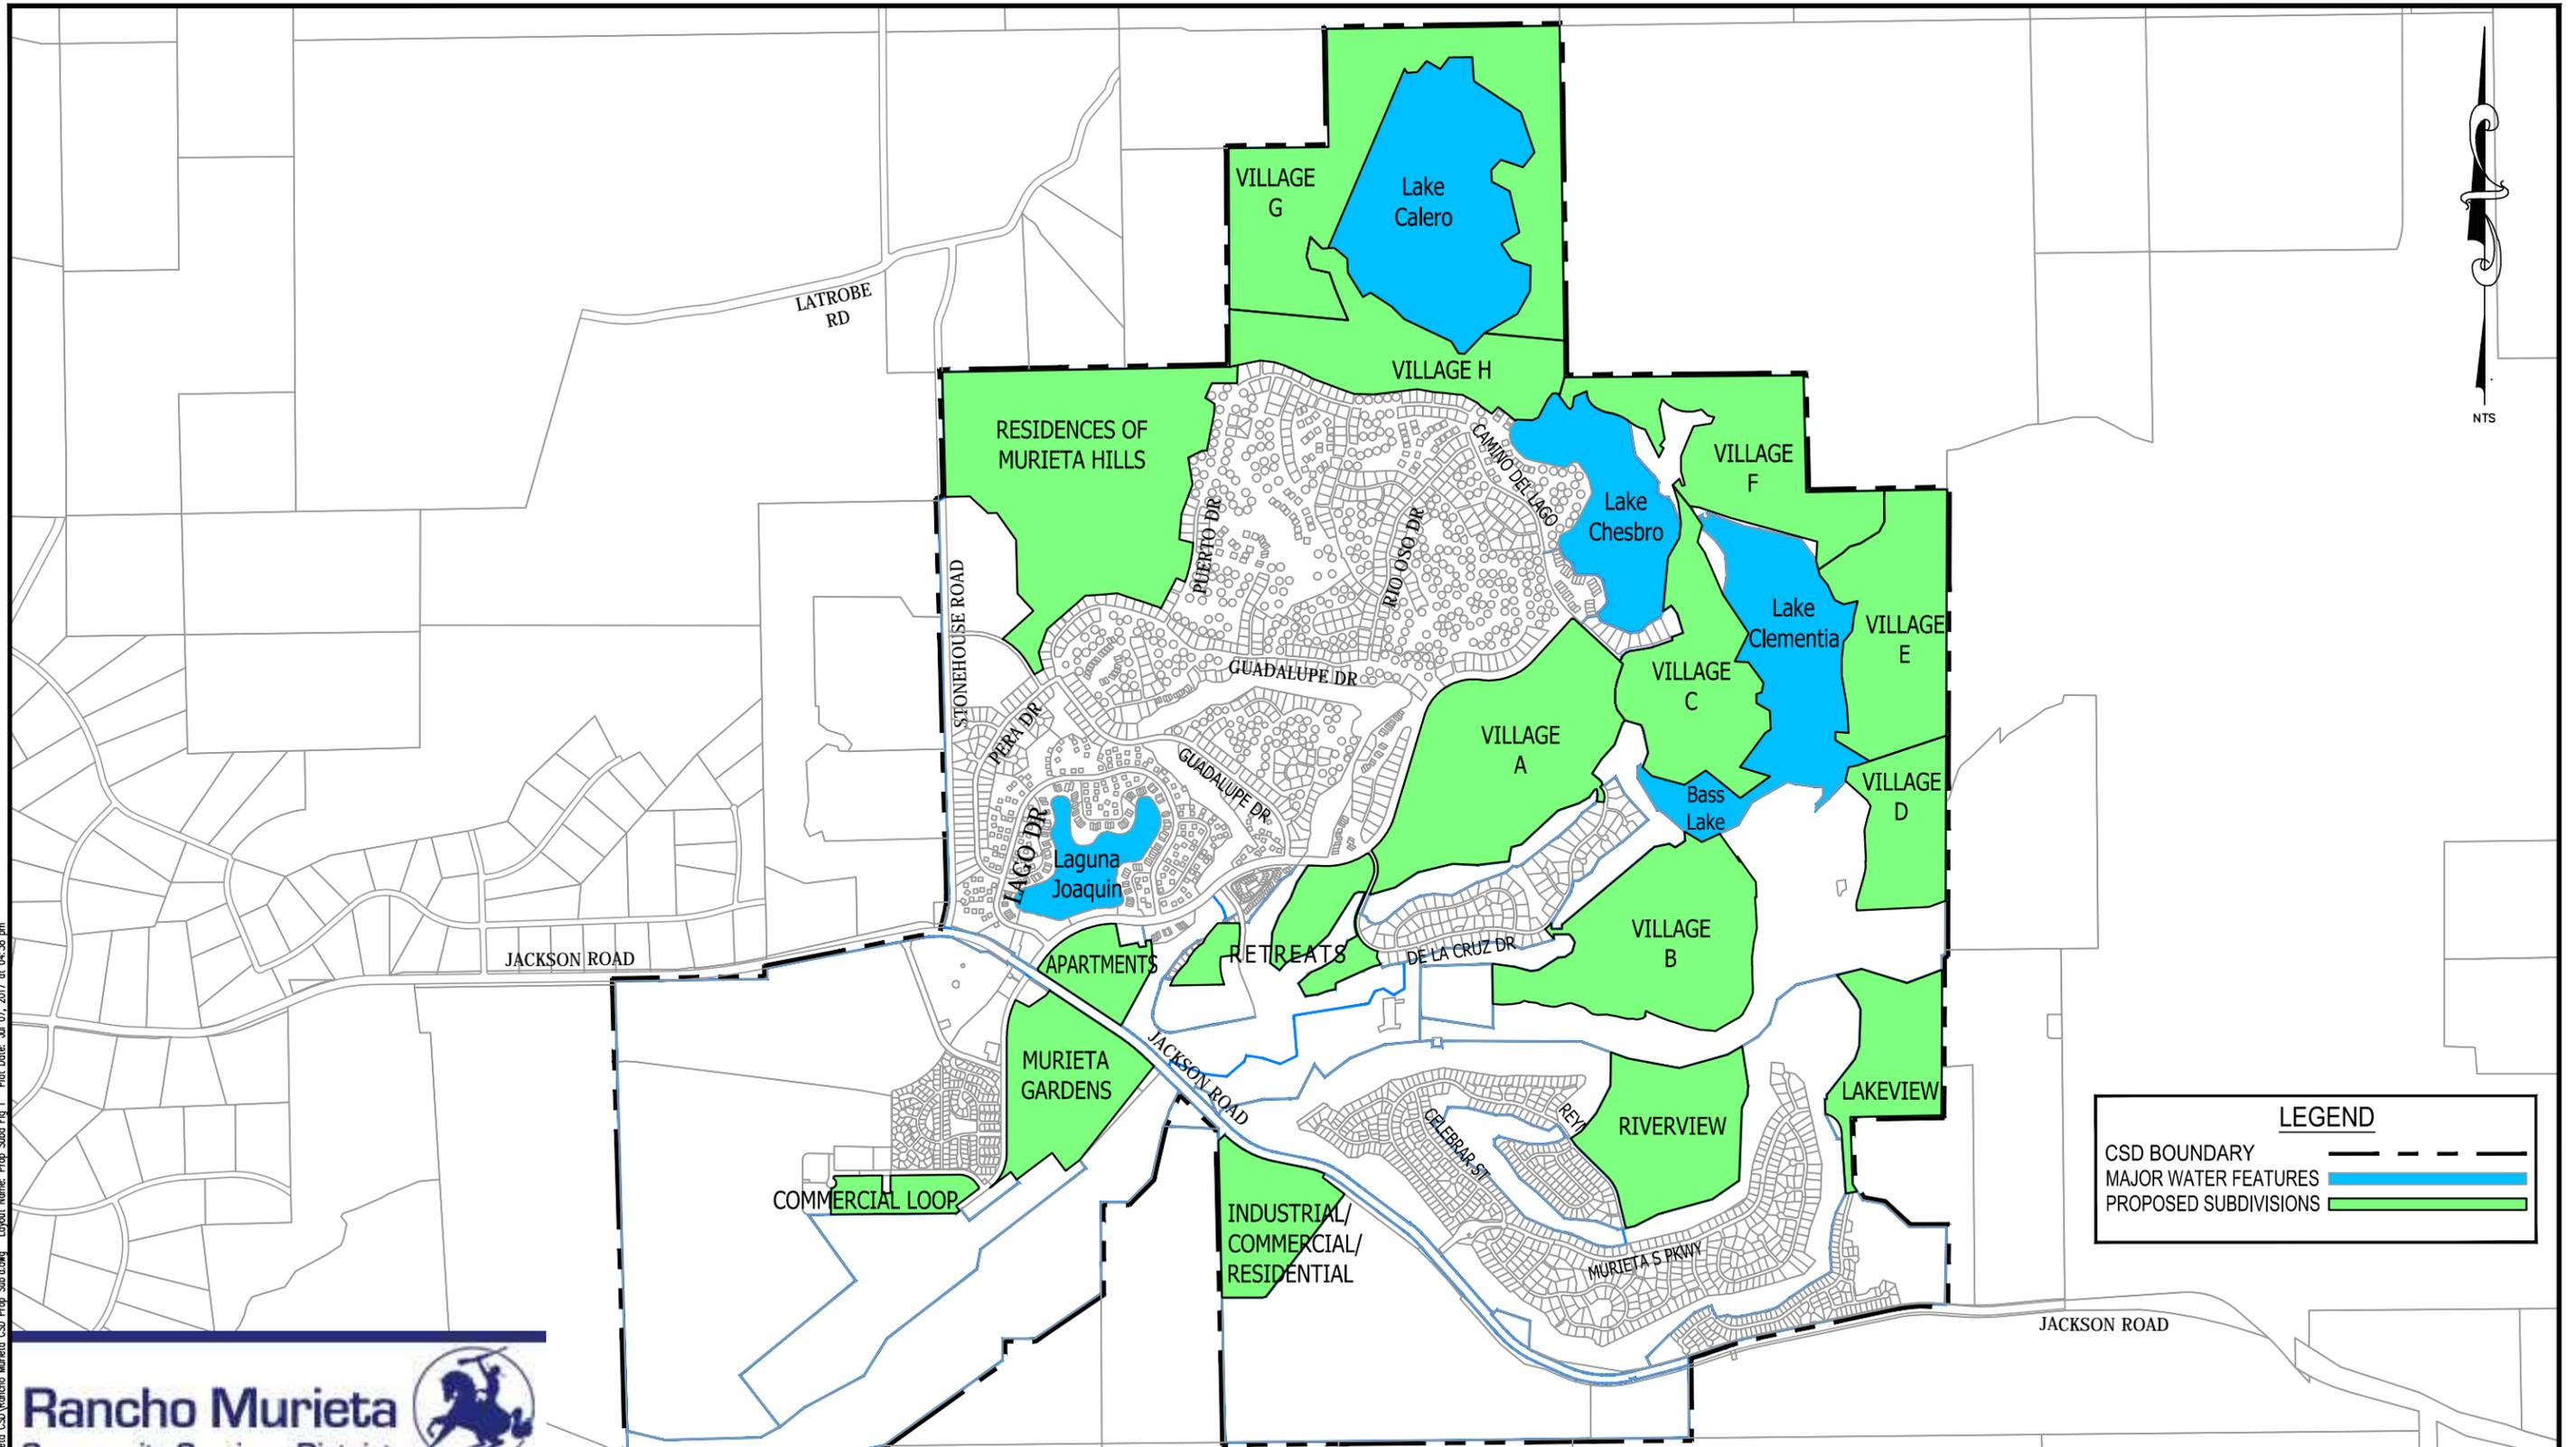 VILLAGE
G
Lake
Calero
LATROBE
RD
VILLAGE H
NTS
RESIDENCES OF
MURIETA HILLS
CAMINO DEL LAGO
VILLAGE
F
Lake
Chesbro
PUERTO DR
RIO OSO DR
STONEHOUSE ROAD
Lake
Clementia
VILLAGE
E
GUADALUPE DR
VILLAGE
C
PERA DR
VILLAGE
A
GUADALUPE DR
VILLAGE
D
Bass
Lake
LAGO DR
Laguna
Joaquin
VILLAGE
B
JACKSON ROAD
APARTMENTS
RETREATS
DE LA CRUZ DR
MURIETA
GARDENS
JACKSON ROAD
LAKEVIEW
RIVERVIEW
REYN
CELEBRAR ST
COMMERCIAL LOOP
INDUSTRIAL/
COMMERCIAL/
RESIDENTIAL
MURIETA S PKWY
JACKSON ROAD
LEGEND
CSD BOUNDARY
MAJOR WATER FEATURES
PROPOSED SUBDIVISIONS
Rancho Murieta